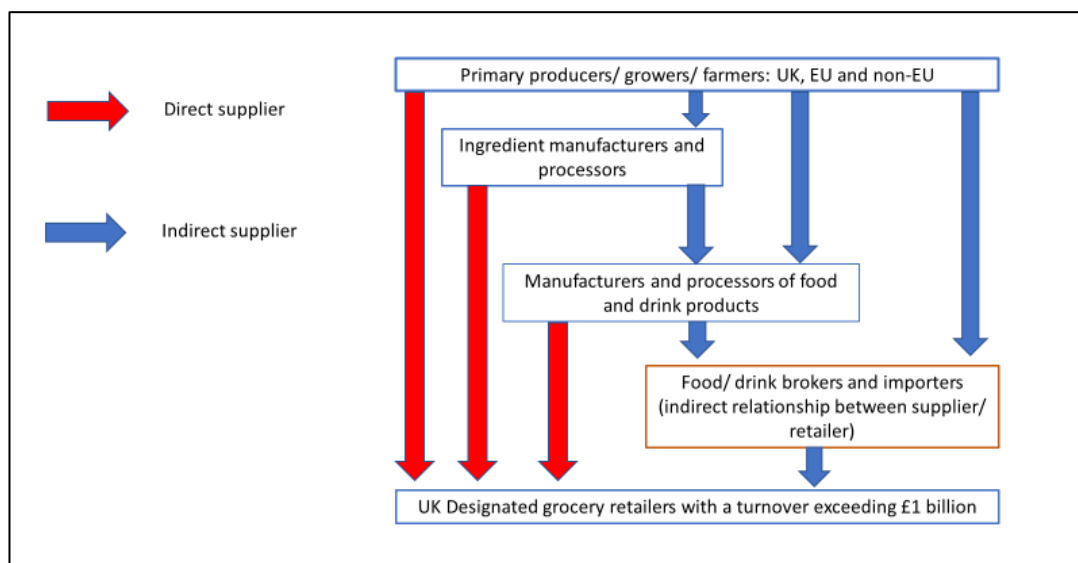 Primary producers/ growers/ farmers: UK, EU and non-EU
Direct supplier
Ingredient manufacturers and
processors
Indirect supplier
Manufacturers and processors of food
and drink products
Food/ drink brokers and importers
(indirect relationship between supplier/
retailer)
UK Designated grocery retailers with a turnover exceeding £1 billion